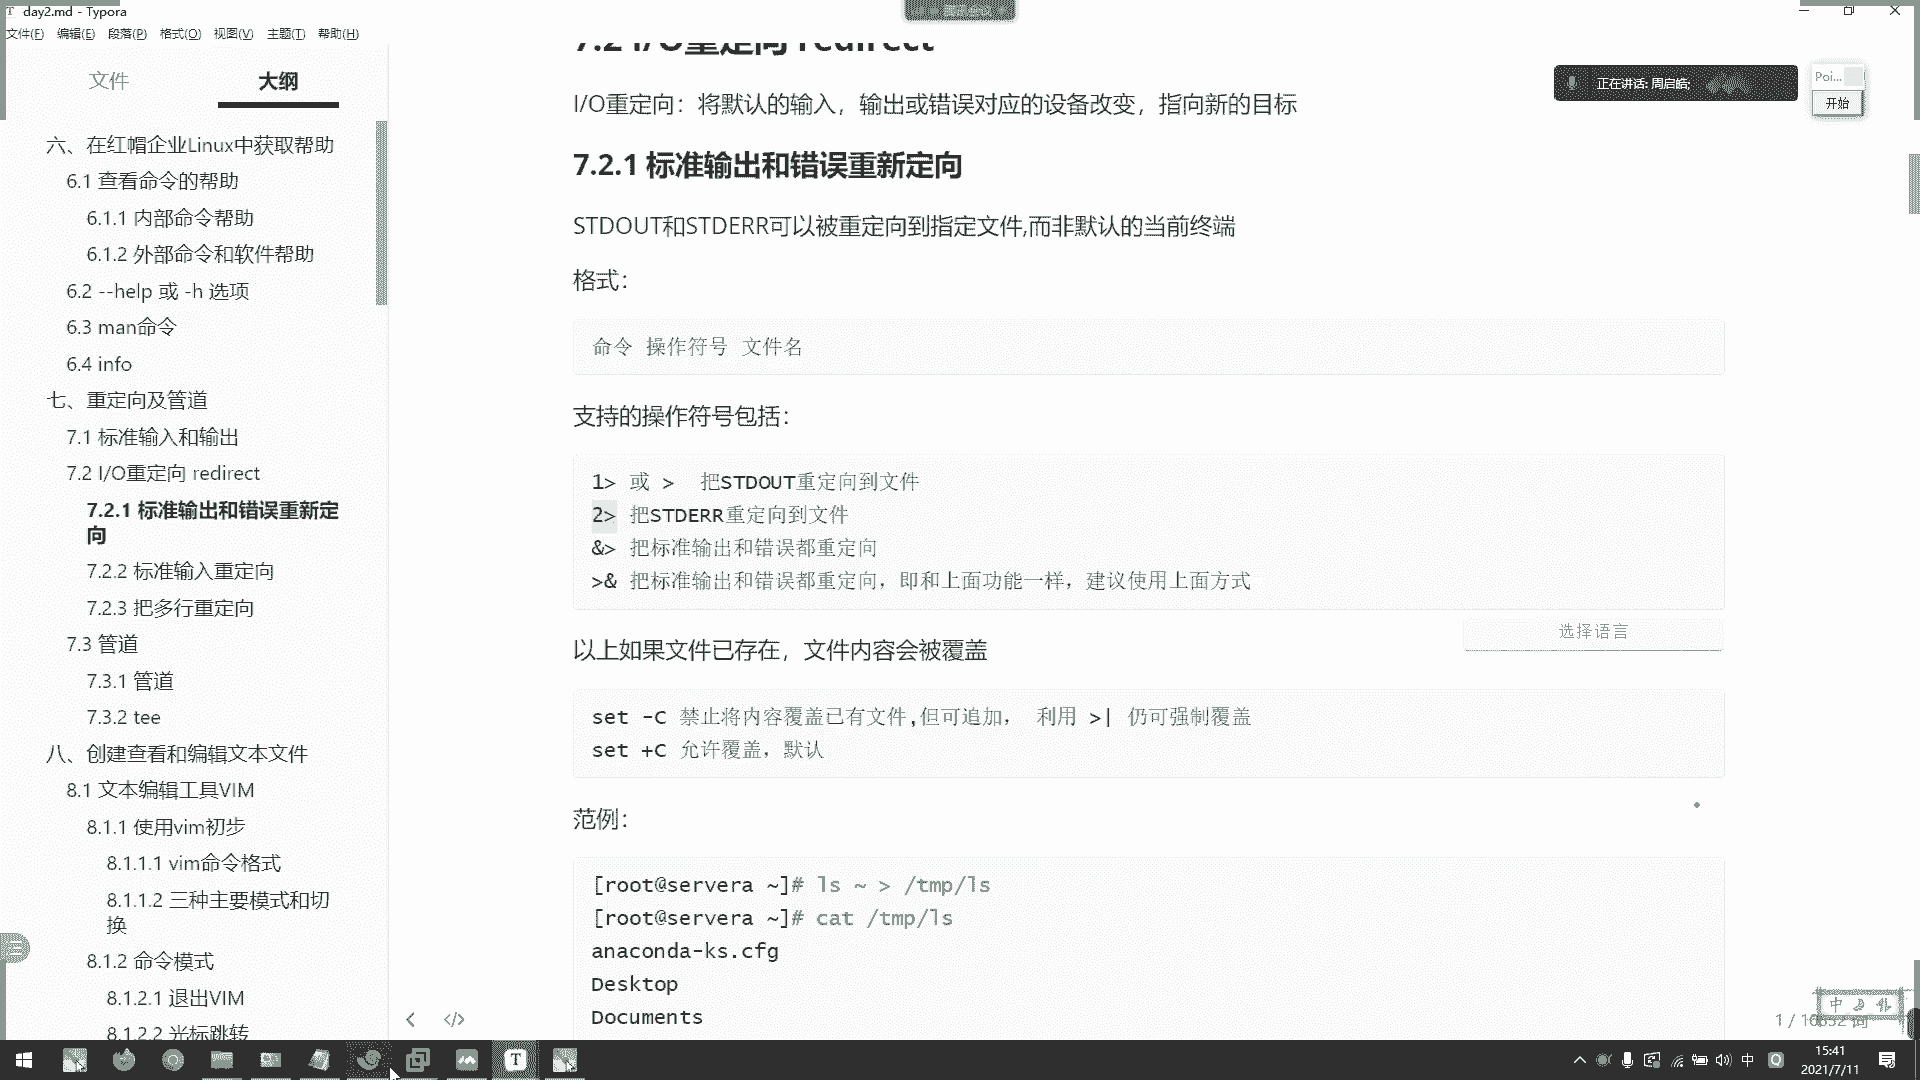 day2.md - Typora
文件(F) 编辑(E) 段落(P) 格式(O) 视图(V) 主题(T) 帮助(H)
文件 大纲
六、在红帽企业Linux中获取帮助
6.1 查看命令的帮助
6.1.1 内部命令帮助
6.1.2 外部命令和软件帮助
6.2 --help 或 -h 选项
6.3 man命令
6.4 info
七、重定向及管道
7.1 标准输入和输出
7.2 I/O重定向 redirect
7.2.1 标准输出和错误重新定
向
7.2.2 标准输入重定向
7.2.3 把多行重定向
7.3 管道
7.3.1 管道
7.3.2 tee
八、创建查看和编辑文本文件
8.1 文本编辑工具VIM
8.1.1 使用vim初步
8.1.1.1 vim命令格式
8.1.1.2 三种主要模式和切
换
8.1.2 命令模式
8.1.2.1 退出VIM
8.1.2.2 光标跳转
7.2 I/O重定向 redirect
I/O重定向：将默认的输入，输出或错误对应的设备改变，指向新的目标
7.2.1 标准输出和错误重新定向
STDOUT和STDERR可以被重定向到指定文件,而非默认的当前终端
格式：
命令 操作符号 文件名
支持的操作符号包括：
1> 或 > 把STDOUT重定向到文件
2> 把STDERR重定向到文件
&> 把标准输出和错误都重定向
>& 把标准输出和错误都重定向，即和上面功能一样，建议使用上面方式
选择语言
以上如果文件已存在，文件内容会被覆盖
set -C 禁止将内容覆盖已有文件,但可追加， 利用 >| 仍可强制覆盖
set +C 允许覆盖，默认
范例：
[root@servera ~]# ls ~ > /tmp/ls
[root@servera ~]# cat /tmp/ls
anaconda-ks.cfg
Desktop
Documents
正在讲话: 周启皓;
Poi...
开始
中
1 / 10632 词
中
15:41
2021/7/11